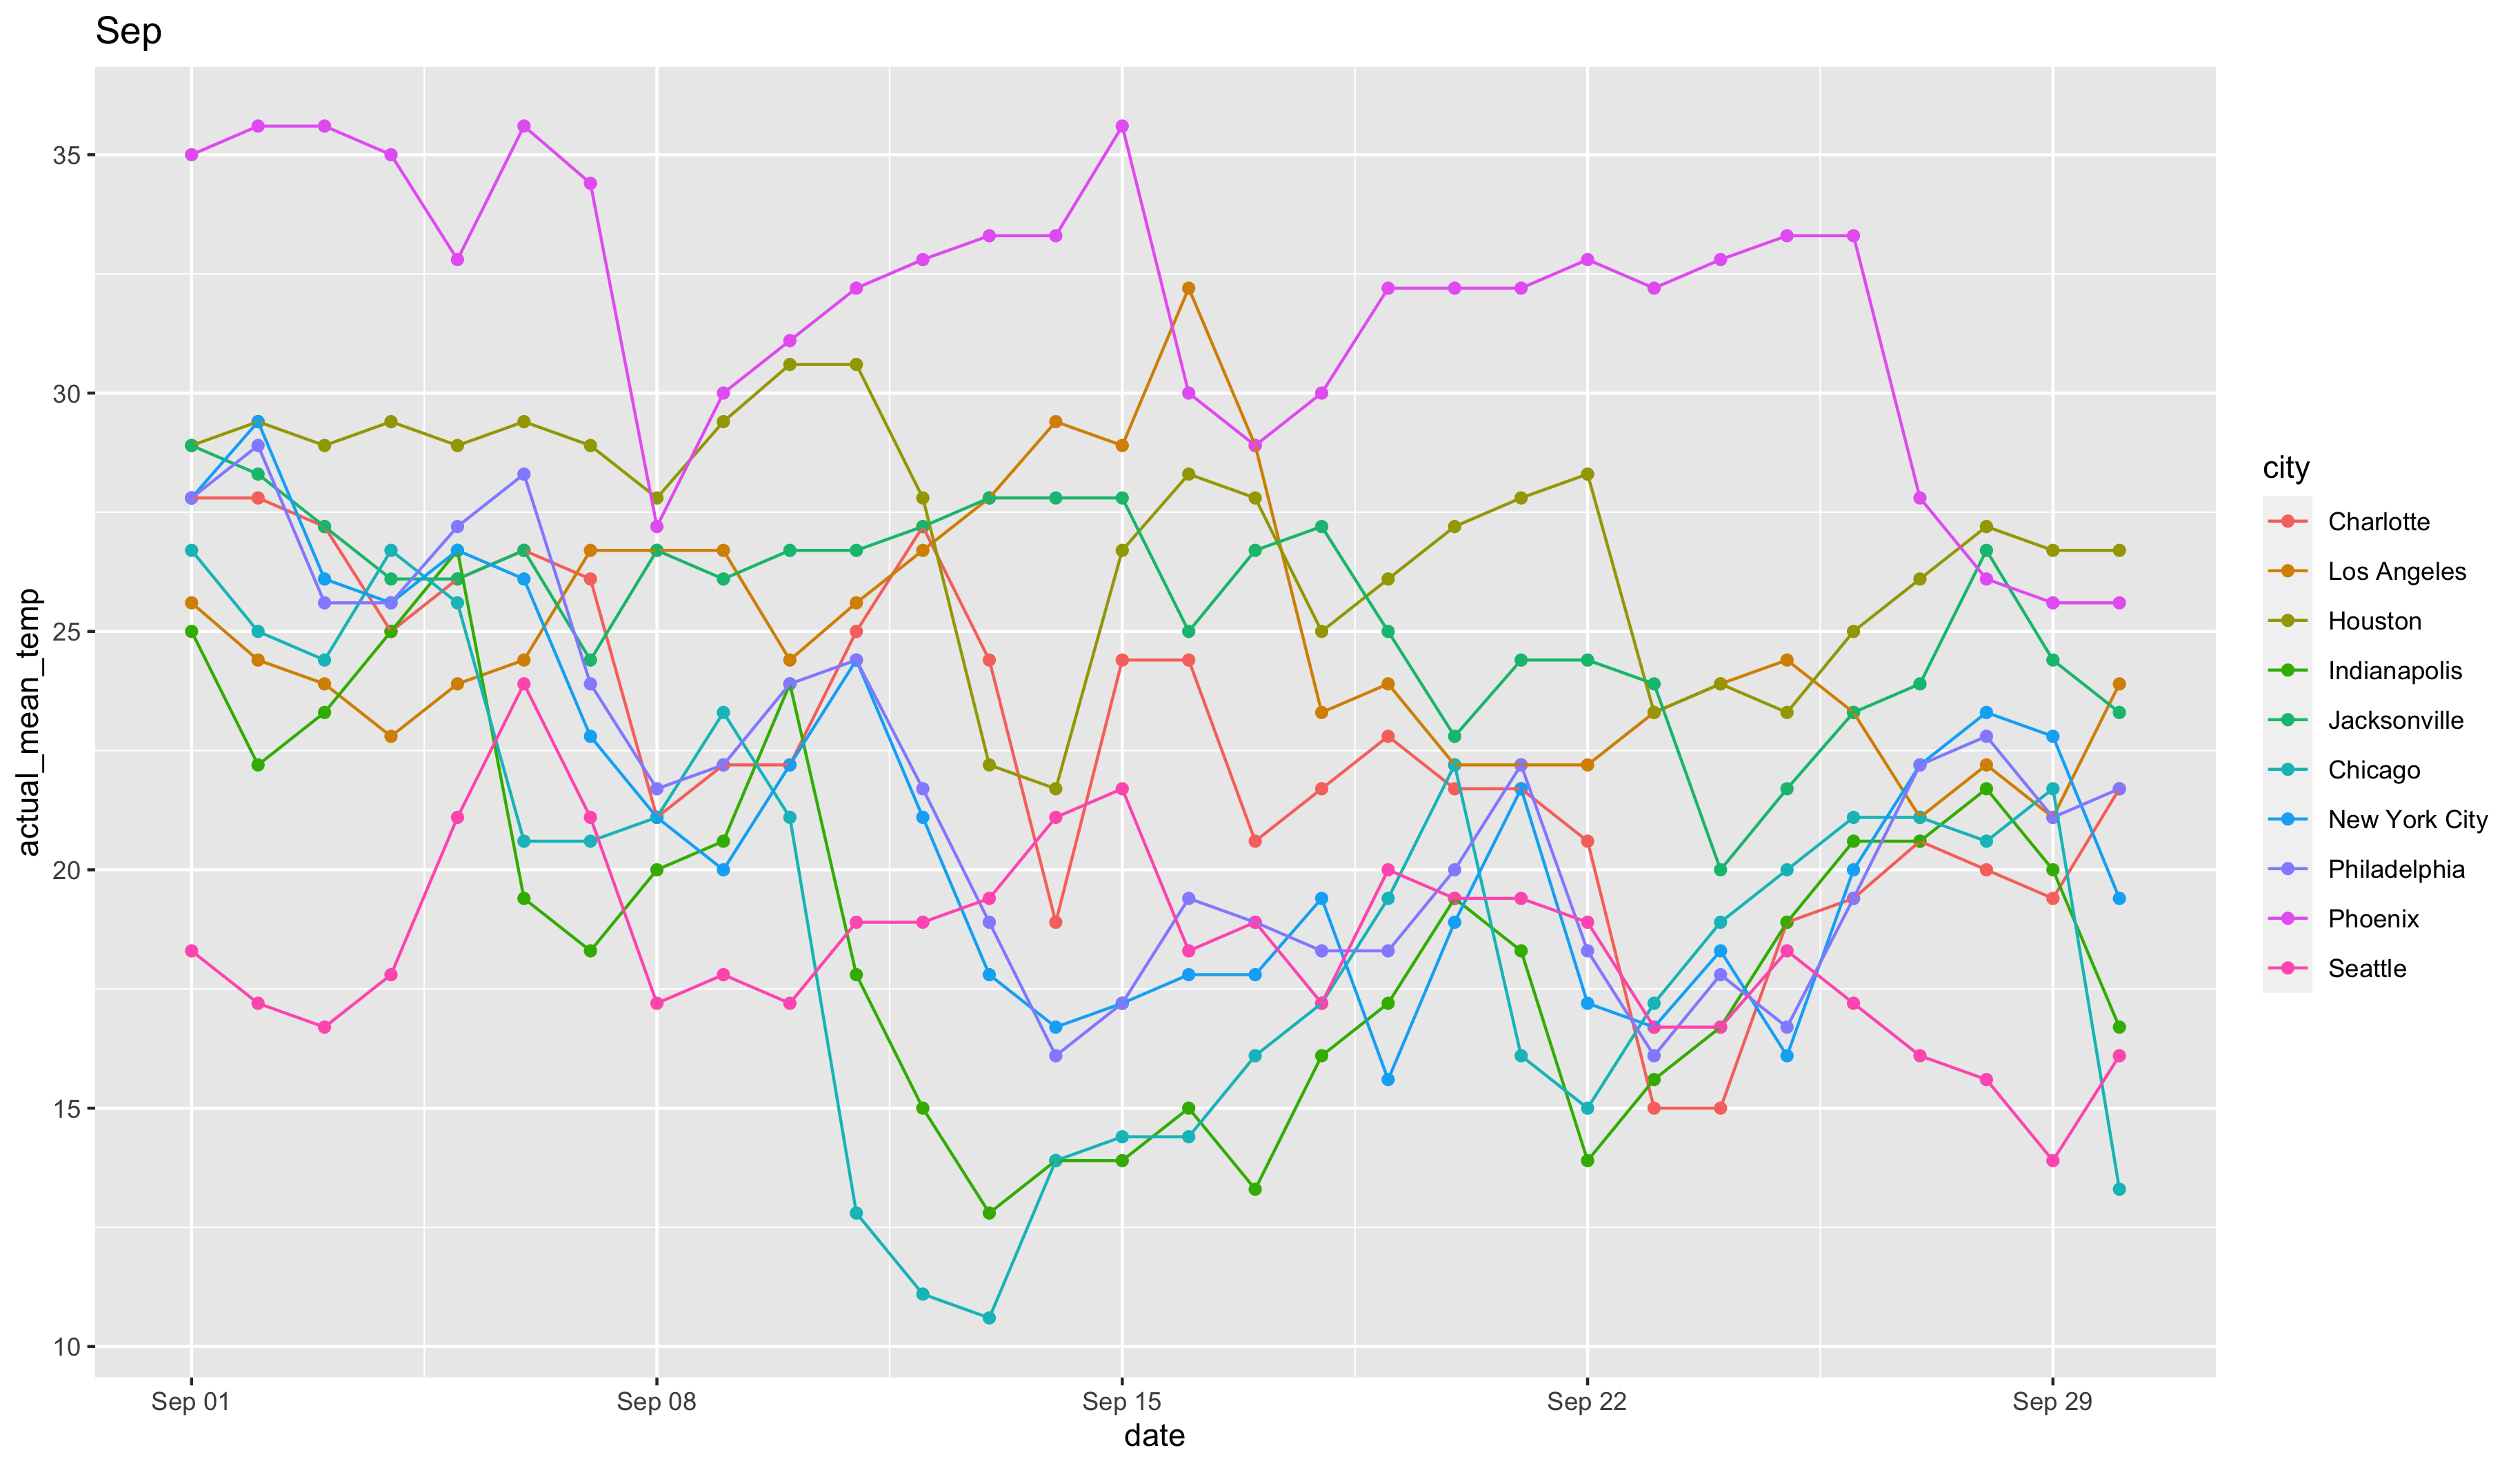 Sep
actual_mean_temp
35
30
25
20
15
10
Sep 01
Sep 08
Sep 15
Sep 22
Sep 29
date
city
Charlotte
Los Angeles
Houston
Indianapolis
Jacksonville
Chicago
New York City
Philadelphia
Phoenix
Seattle